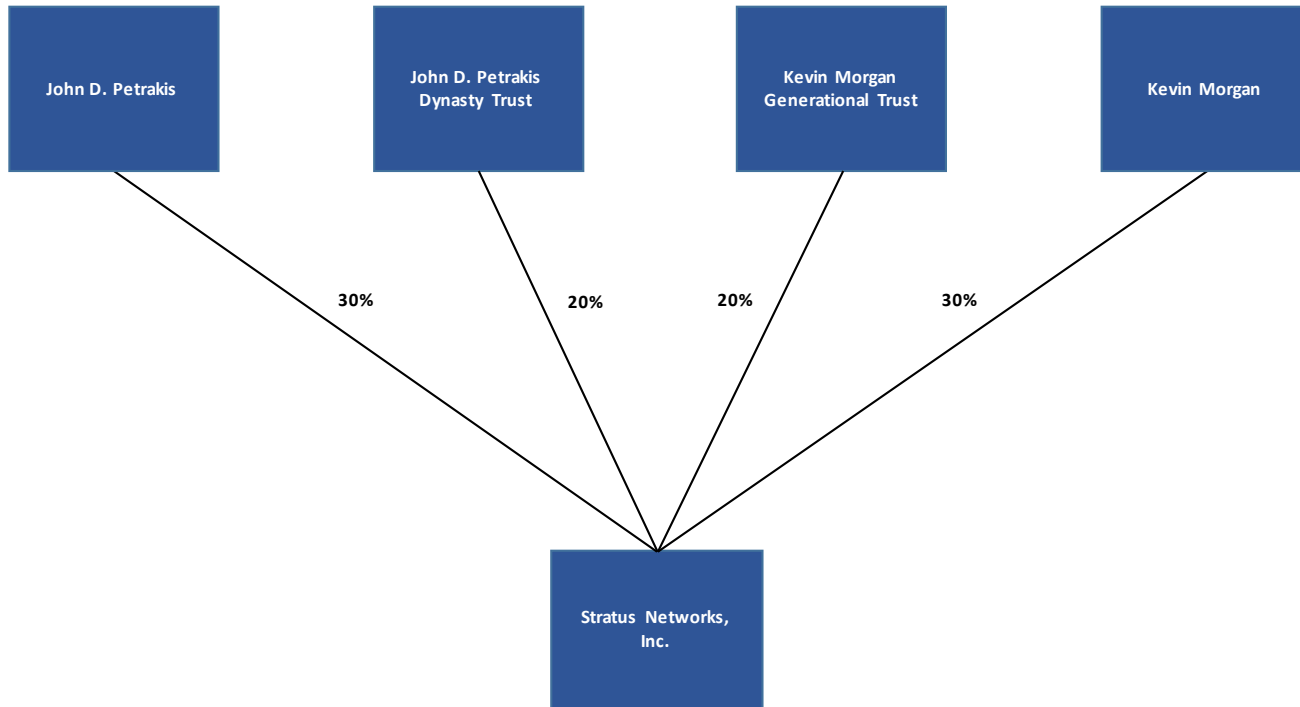 John D. Petrakis
John D. Petrakis
Dynasty Trust
Kevin Morgan
Generational Trust
Kevin Morgan
30%
20%
20%
30%
Stratus Networks,
Inc.